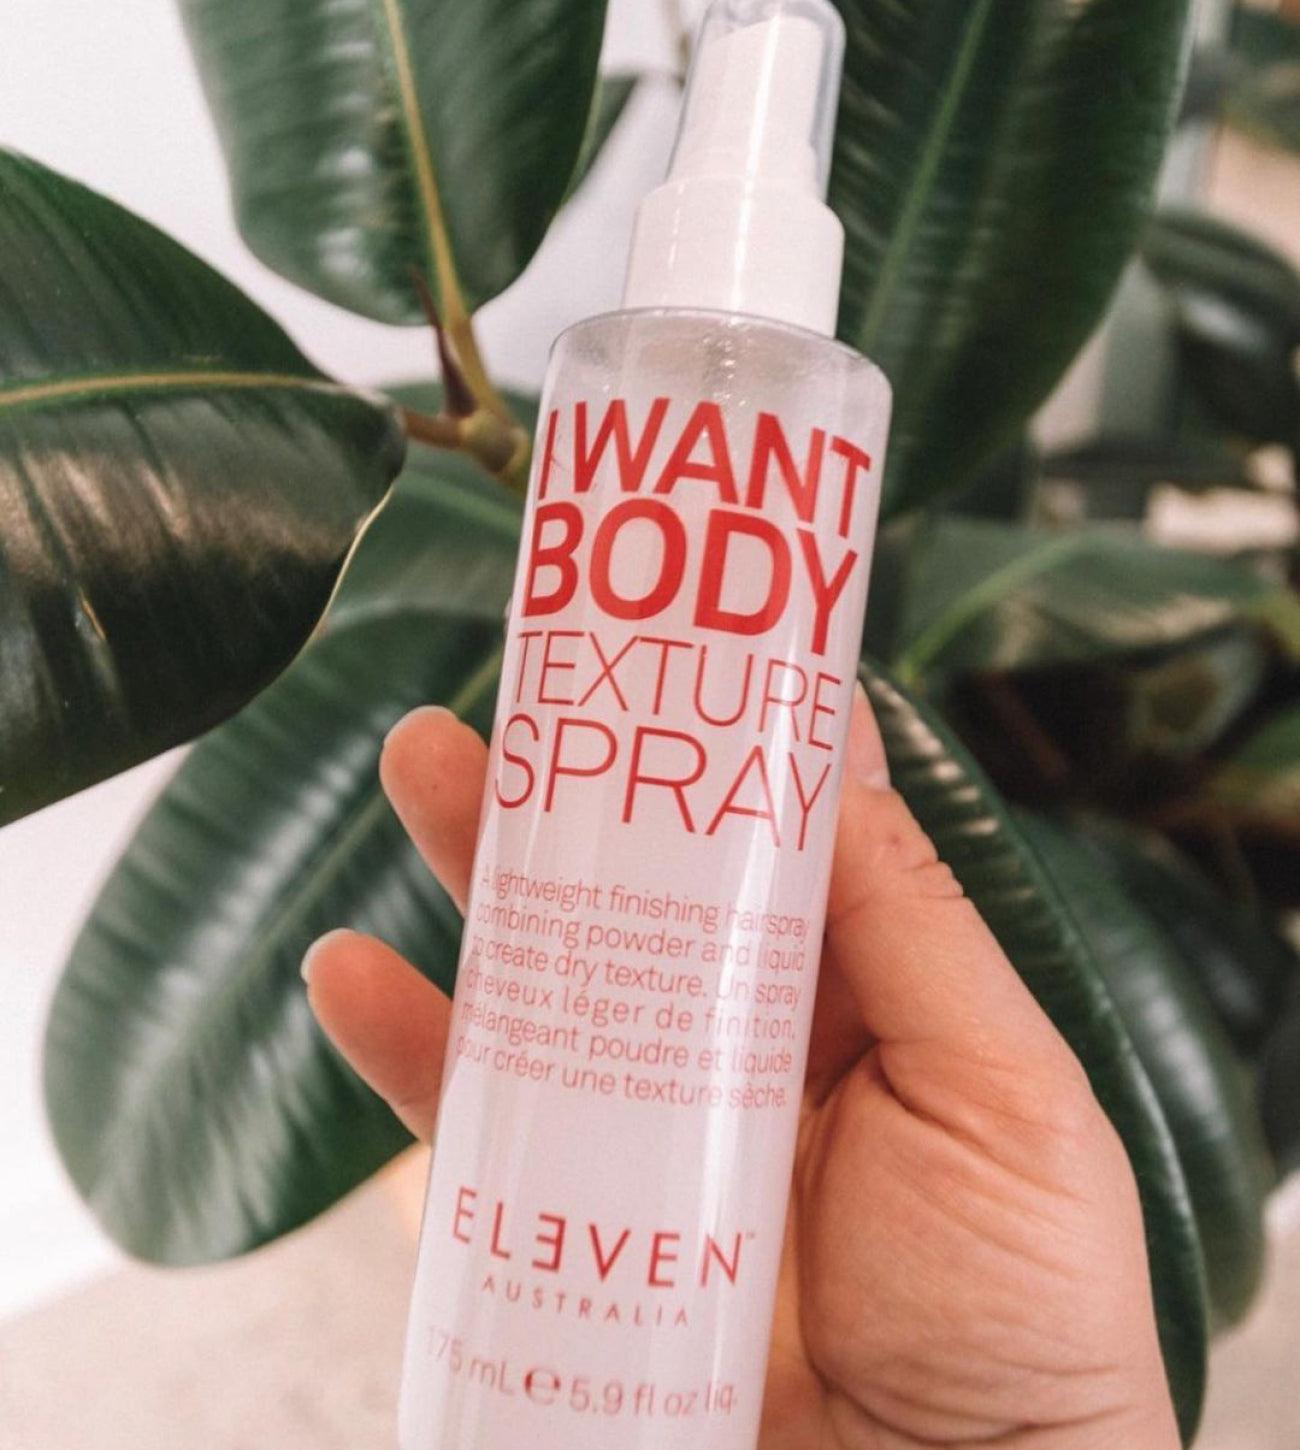 I WANT
BODY
TEXTURE
SPRAY
A lightweight finishing hairspray
combining powder and liquid
to create dry texture. Un spray
cheveux léger de finition,
mélangeant poudre et liquide
pour créer une texture sèche.
ELEVEN™
AUSTRALIA
175 mL ℮ 5.9 fl oz liq.